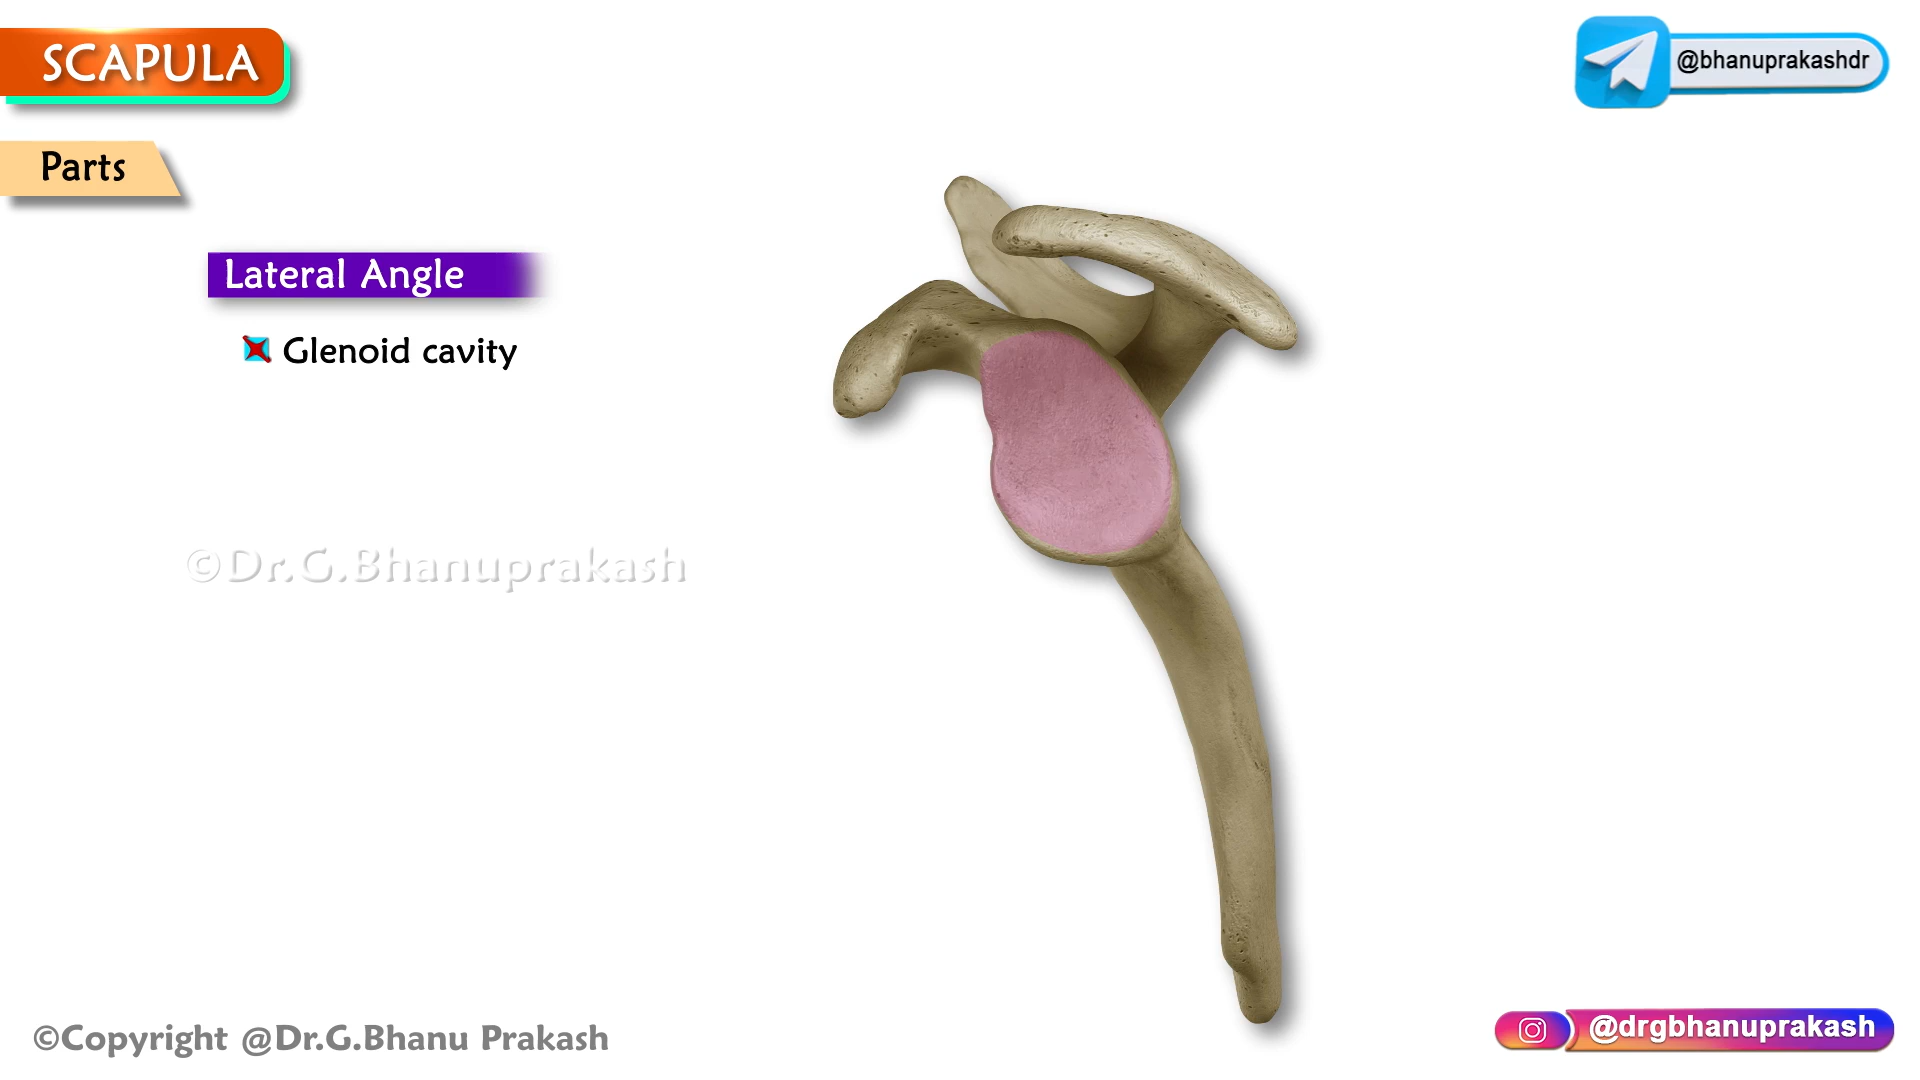 SCAPULA
@bhanuprakashdr
Parts
Lateral Angle
Glenoid cavity
©Dr.G.Bhanuprakash
©Copyright @Dr.G.Bhanu Prakash
@drgbhanuprakash